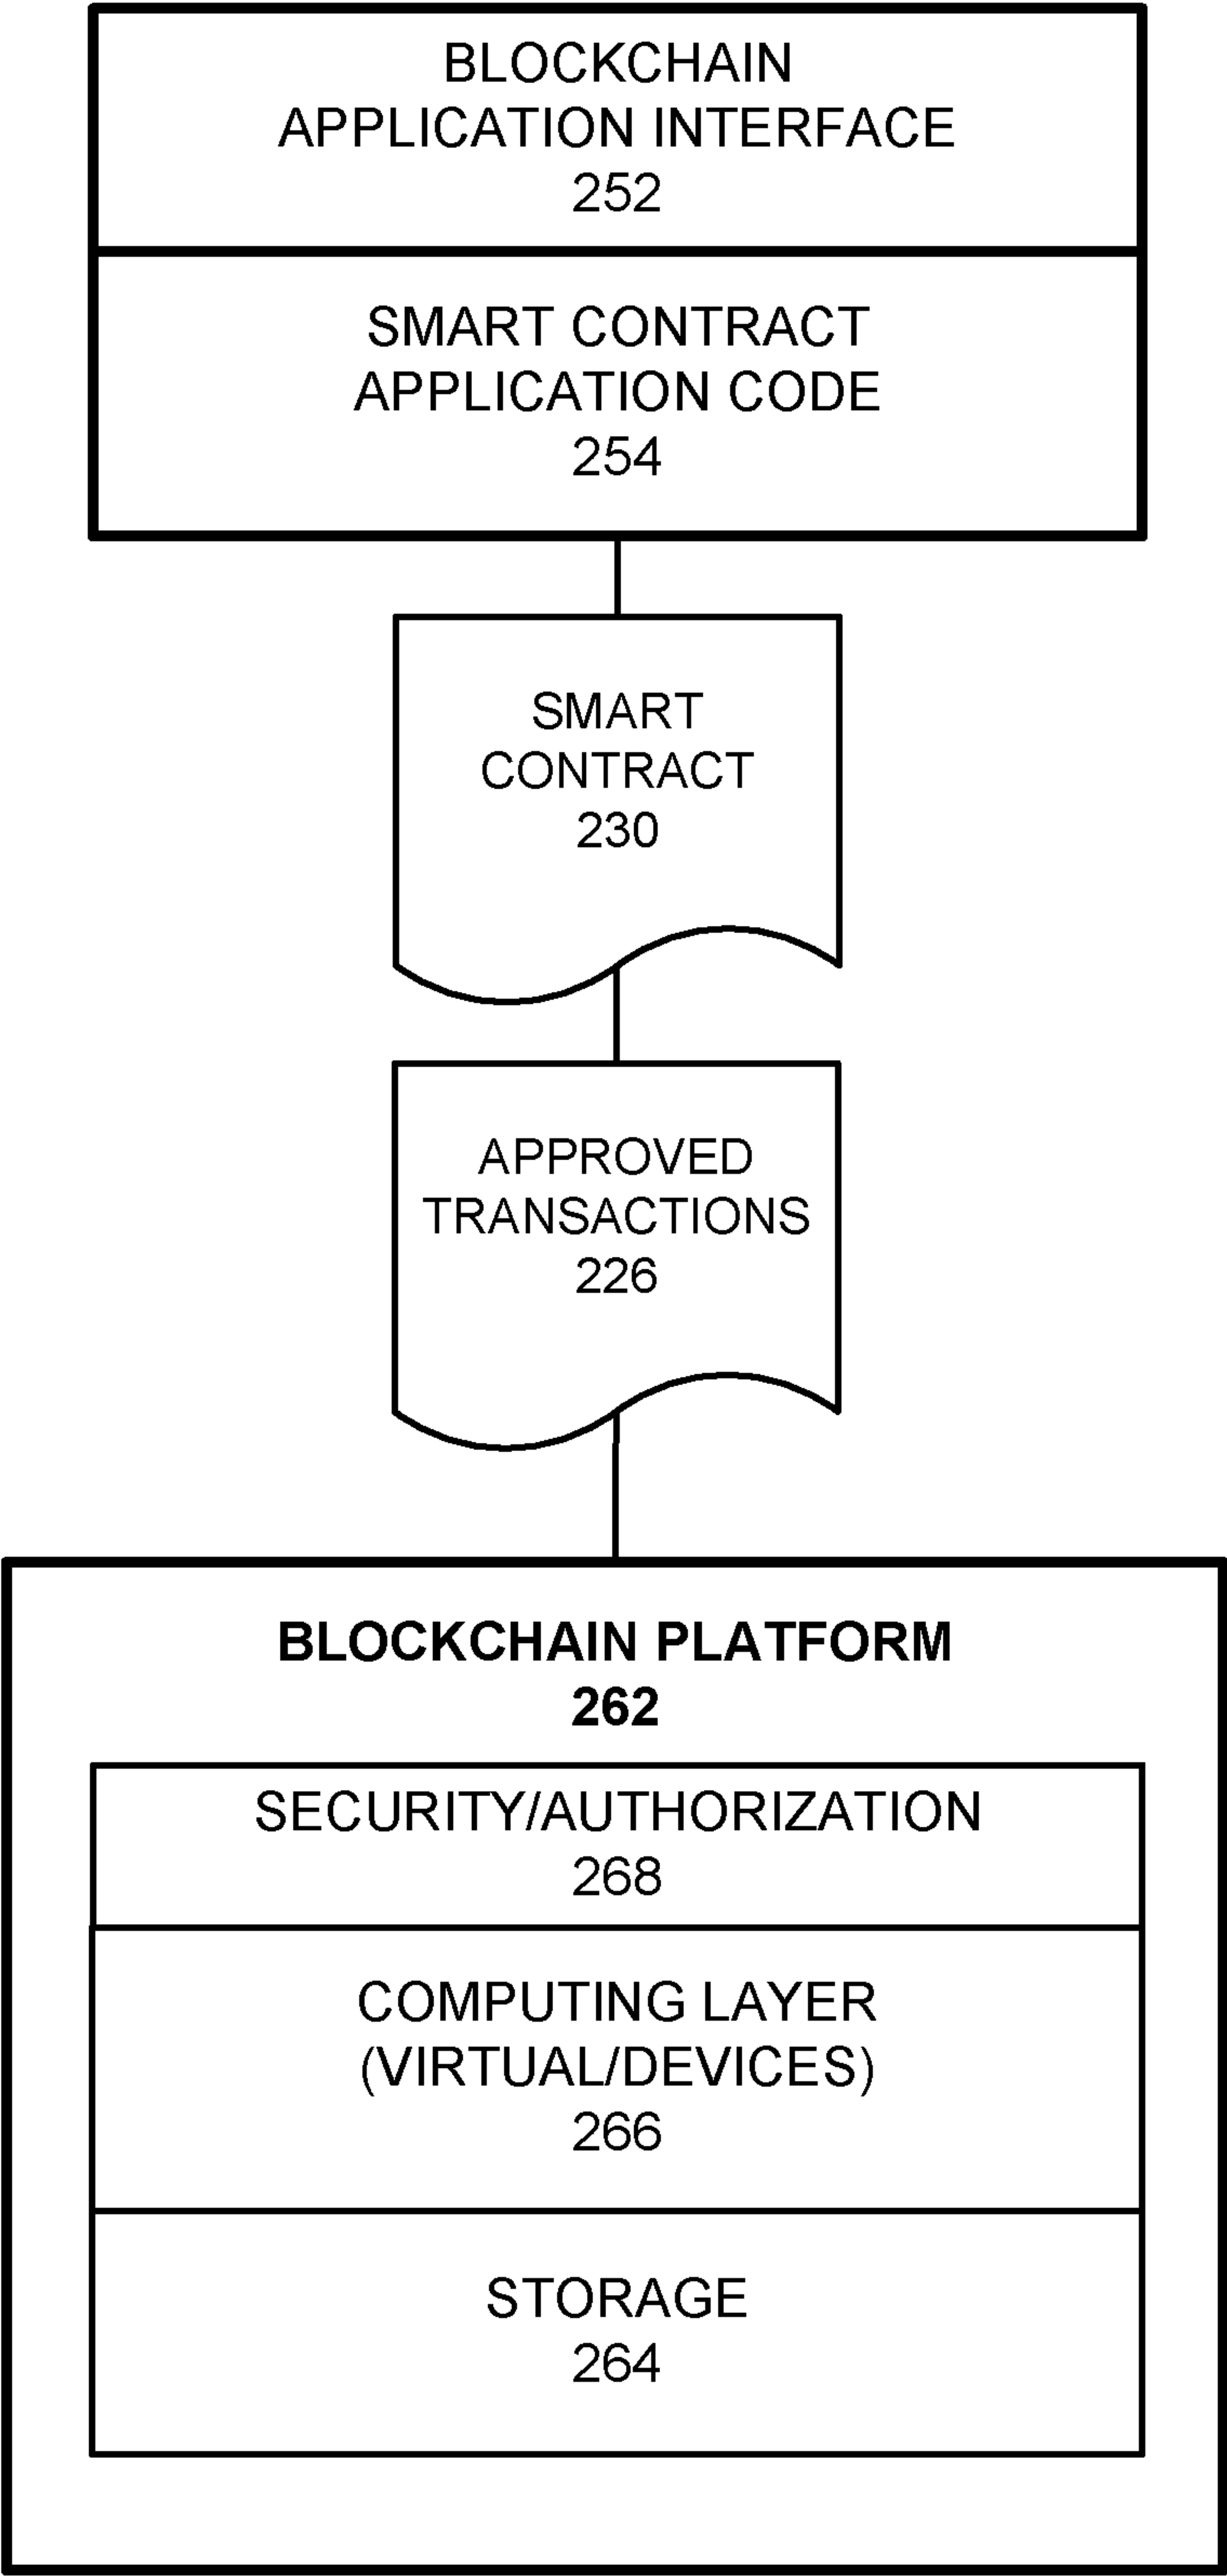 BLOCKCHAIN
APPLICATION INTERFACE
252
SMART CONTRACT
APPLICATION CODE
254
SMART
CONTRACT
230
APPROVED
TRANSACTIONS
226
BLOCKCHAIN PLATFORM
262
SECURITY/AUTHORIZATION
268
COMPUTING LAYER
(VIRTUAL/DEVICES)
266
STORAGE
264